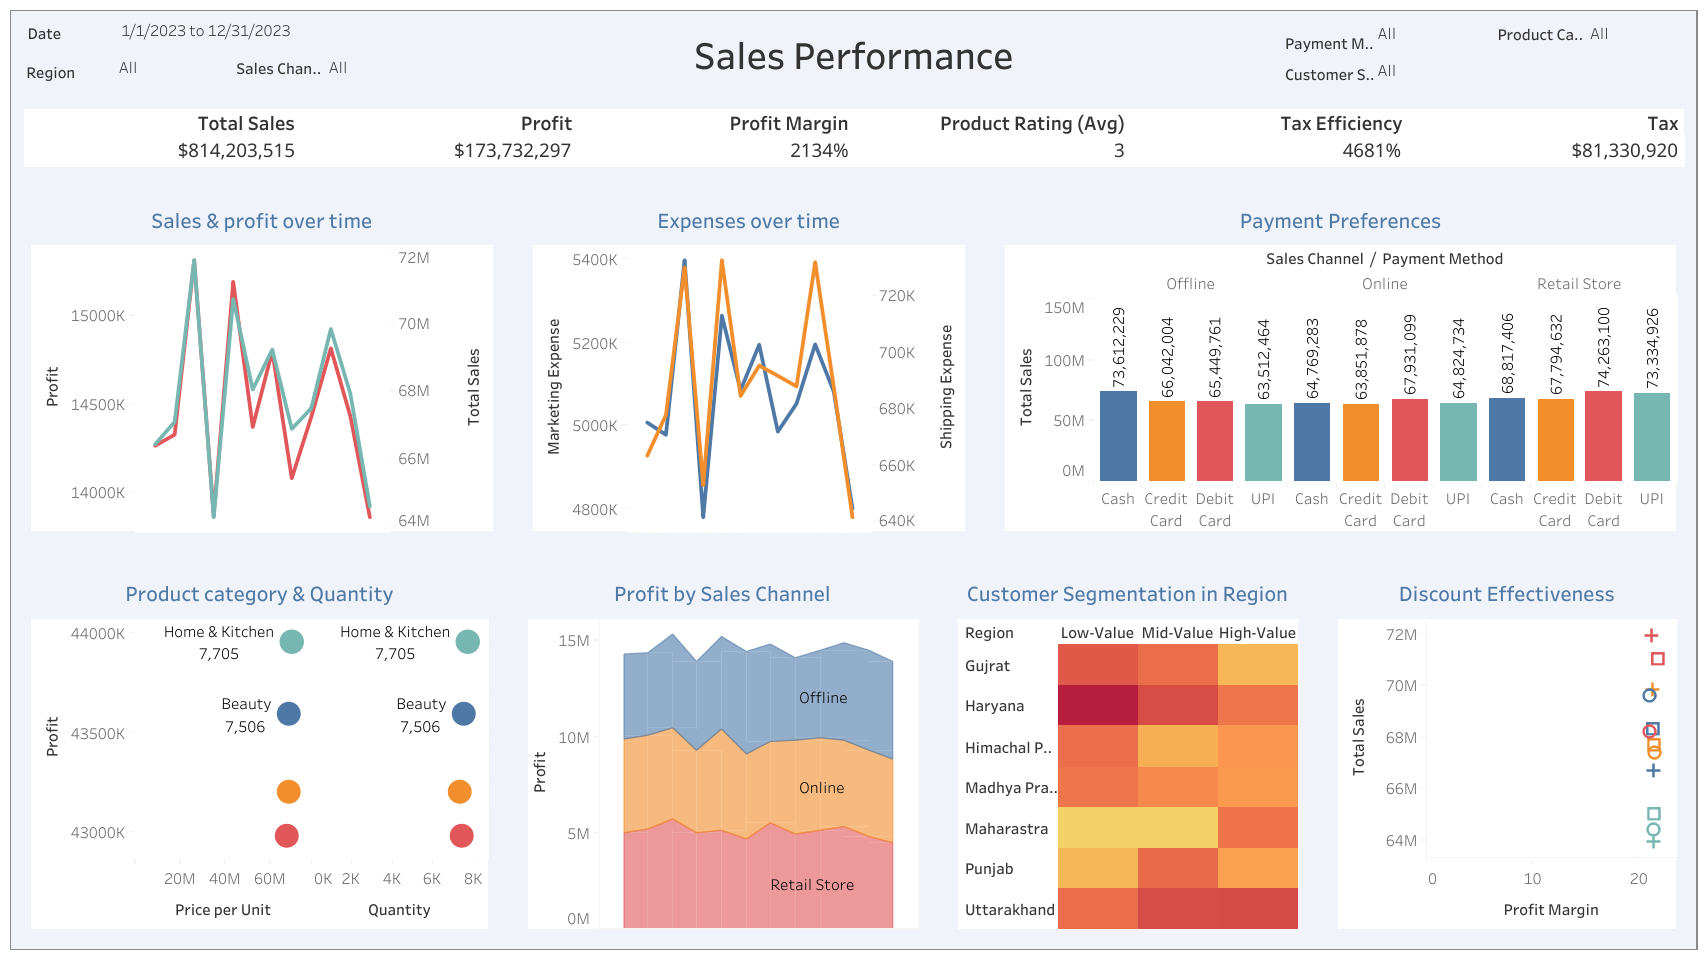 Date 1/1/2023 to 12/31/2023
Region All Sales Chan.. All
Sales Performance
Payment M.. All
Customer S.. All
Product Ca.. All
Total Sales Profit Profit Margin Product Rating (Avg) Tax Efficiency Tax
$814,203,515 $173,732,297 2134% 3 4681% $81,330,920
Sales & profit over time
72M
15000K 70M
68M
14500K
66M
14000K
64M
Profit
Total Sales
Expenses over time
5400K
720K
5200K
700K
680K
5000K
660K
4800K 640K
Marketing Expense
Shipping Expense
Payment Preferences
Sales Channel / Payment Method
Offline Online Retail Store
150M
100M
50M
0M
Total Sales
73,612,229
66,042,004
65,449,761
63,512,464
64,769,283
63,851,878
67,931,099
64,824,734
68,817,406
67,794,632
74,263,100
73,334,926
Cash Credit Debit UPI Cash Credit Debit UPI Cash Credit Debit UPI
Card Card Card Card Card Card
Product category & Quantity
44000K
43500K
43000K
Profit
Home & Kitchen Home & Kitchen
7,705 7,705
Beauty Beauty
7,506 7,506
20M 40M 60M 0K 2K 4K 6K 8K
Price per Unit Quantity
Profit by Sales Channel
15M
10M
5M
0M
Profit
Offline
Online
Retail Store
Customer Segmentation in Region
Region Low-Value Mid-Value High-Value
Gujrat
Haryana
Himachal P..
Madhya Pra..
Maharastra
Punjab
Uttarakhand
Discount Effectiveness
72M
70M
68M
66M
64M
Total Sales
0 10 20
Profit Margin